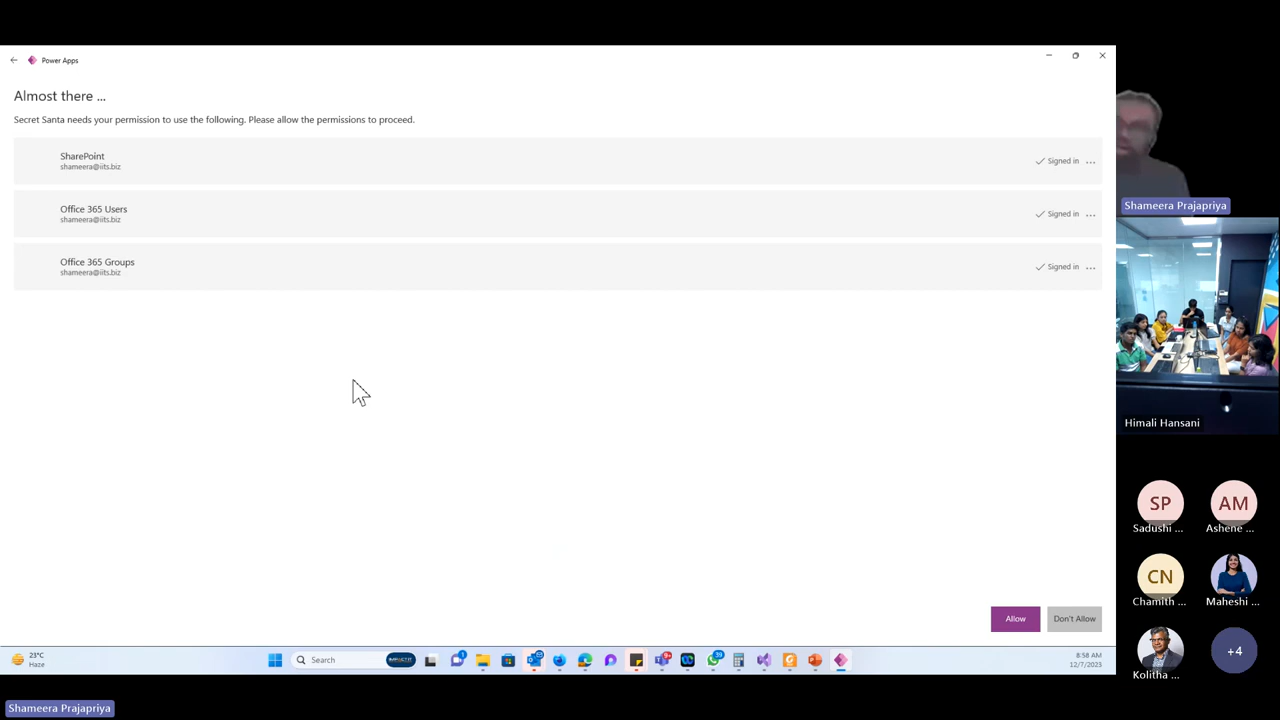 Power Apps
Almost there ...
Secret Santa needs your permission to use the following. Please allow the permissions to proceed.
SharePoint
shameera@iits.biz
Signed in
Office 365 Users
shameera@iits.biz
Signed in
Office 365 Groups
shameera@iits.biz
Signed in
Allow
Don't Allow
23°C
Haze
Search
8:58 AM
12/7/2023
Shameera Prajapriya
Himali Hansani
SP
Sadushi ...
AM
Ashene ...
CN
Chamith ...
Maheshi ...
Kolitha ...
+4
Shameera Prajapriya